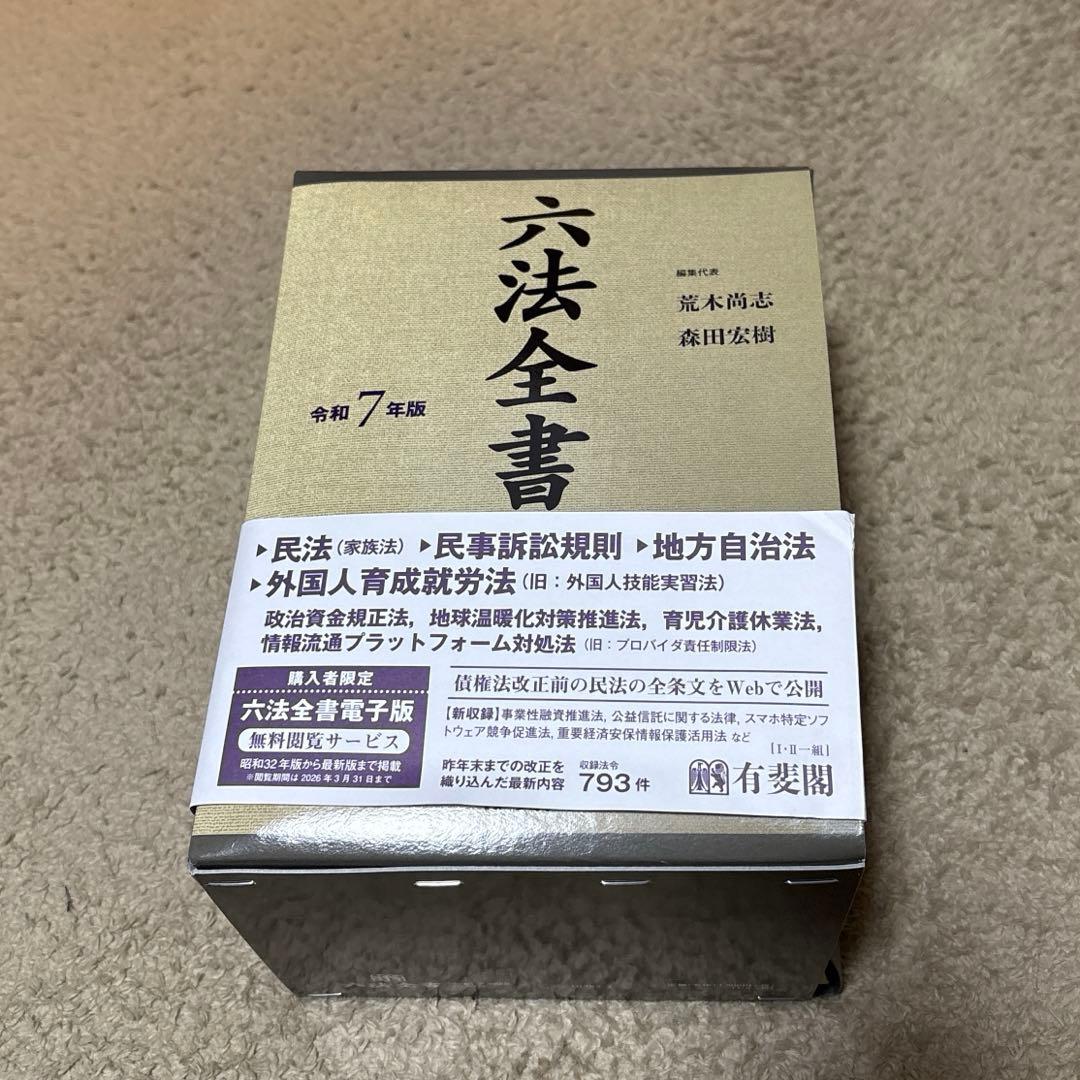 六法全書
編集代表
荒木尚志
森田宏樹
令和7年版
▶民法(家族法) ▶民事訴訟規則 ▶地方自治法
▶外国人育成就労法(旧：外国人技能実習法)
政治資金規正法，地球温暖化対策推進法，育児介護休業法，
情報流通プラットフォーム対処法(旧：プロバイダ責任制限法)
購入者限定
六法全書電子版
無料閲覧サービス
昭和32年版から最新版まで掲載
※閲覧期間は2026年3月31日まで
債権法改正前の民法の全条文をWebで公開
【新収録】事業性融資推進法，公益信託に関する法律，スマホ特定ソフ
トウェア競争促進法，重要経済安保情報保護活用法 など
[I・II一組]
昨年末までの改正を
織り込んだ最新内容
収録法令
793件
有斐閣